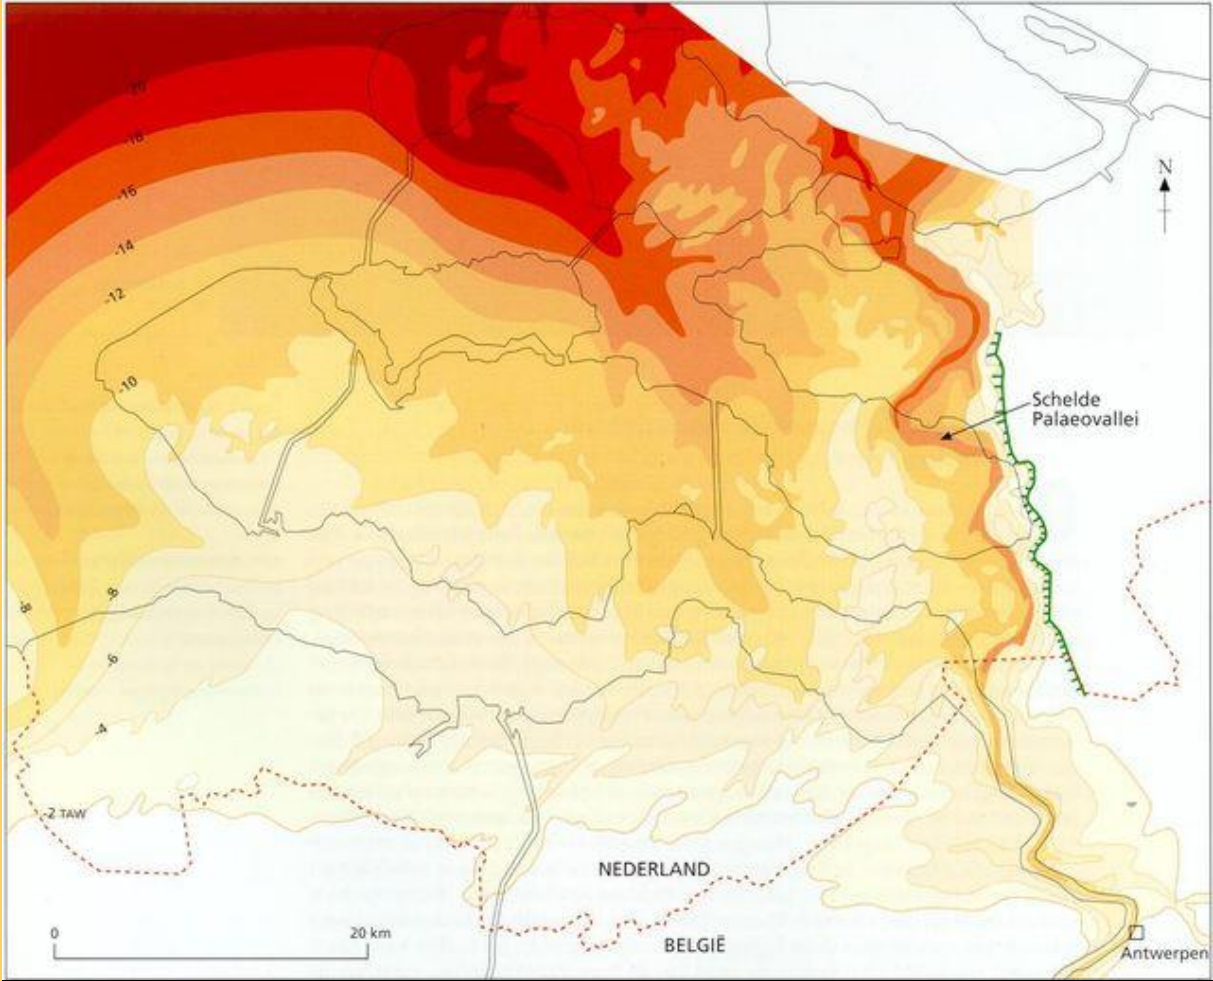 -20
-18
-16
-14
-12
-10
-8
-8
-6
-4
-2 TAW
N
Schelde
Palaeovallei
NEDERLAND
BELGIË
Antwerpen
0 20 km